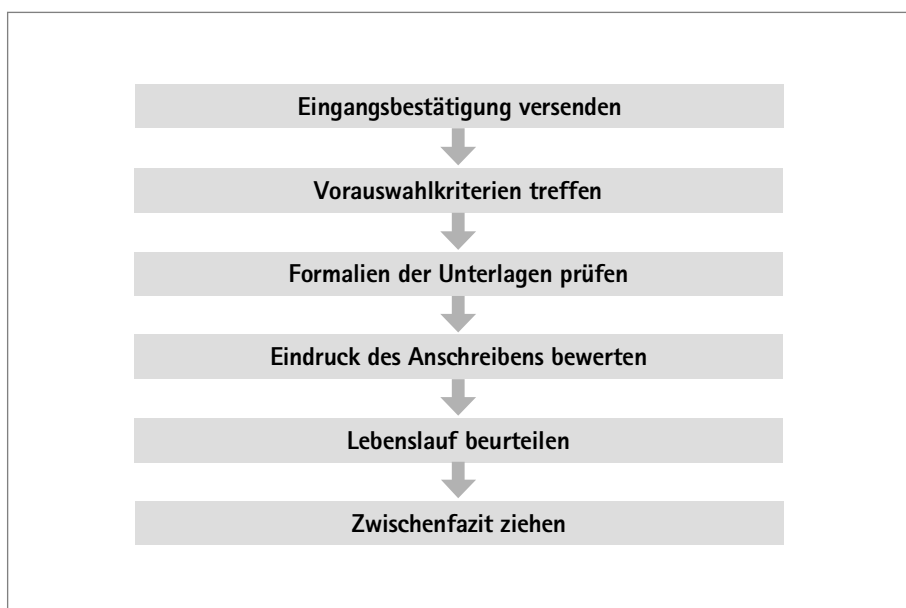 Eingangsbestätigung versenden
Vorauswahlkriterien treffen
Formalien der Unterlagen prüfen
Eindruck des Anschreibens bewerten
Lebenslauf beurteilen
Zwischenfazit ziehen